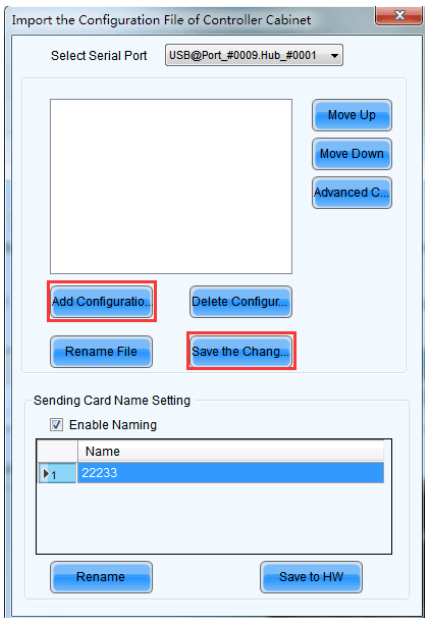 Import the Configuration File of Controller Cabinet
Select Serial Port USB@Port_#0009.Hub_#0001
Move Up
Move Down
Advanced C...
Add Configuratio... Delete Configur...
Rename File Save the Chang...
Sending Card Name Setting
Enable Naming
Name
1 22233
Rename Save to HW